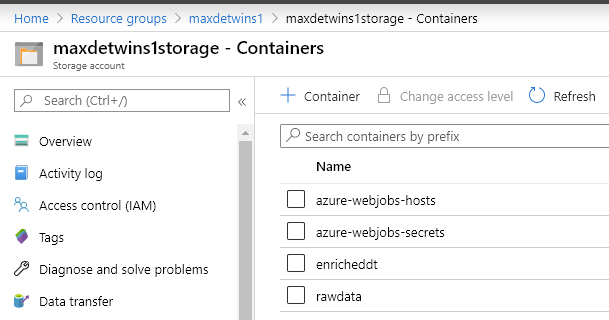 Home > Resource groups > maxdetwins1 > maxdetwins1storage - Containers
maxdetwins1storage - Containers
Storage account
Search (Ctrl+/)
«
Overview
Activity log
Access control (IAM)
Tags
Diagnose and solve problems
Data transfer
+ Container
Change access level
Refresh
Search containers by prefix
Name
azure-webjobs-hosts
azure-webjobs-secrets
enricheddt
rawdata